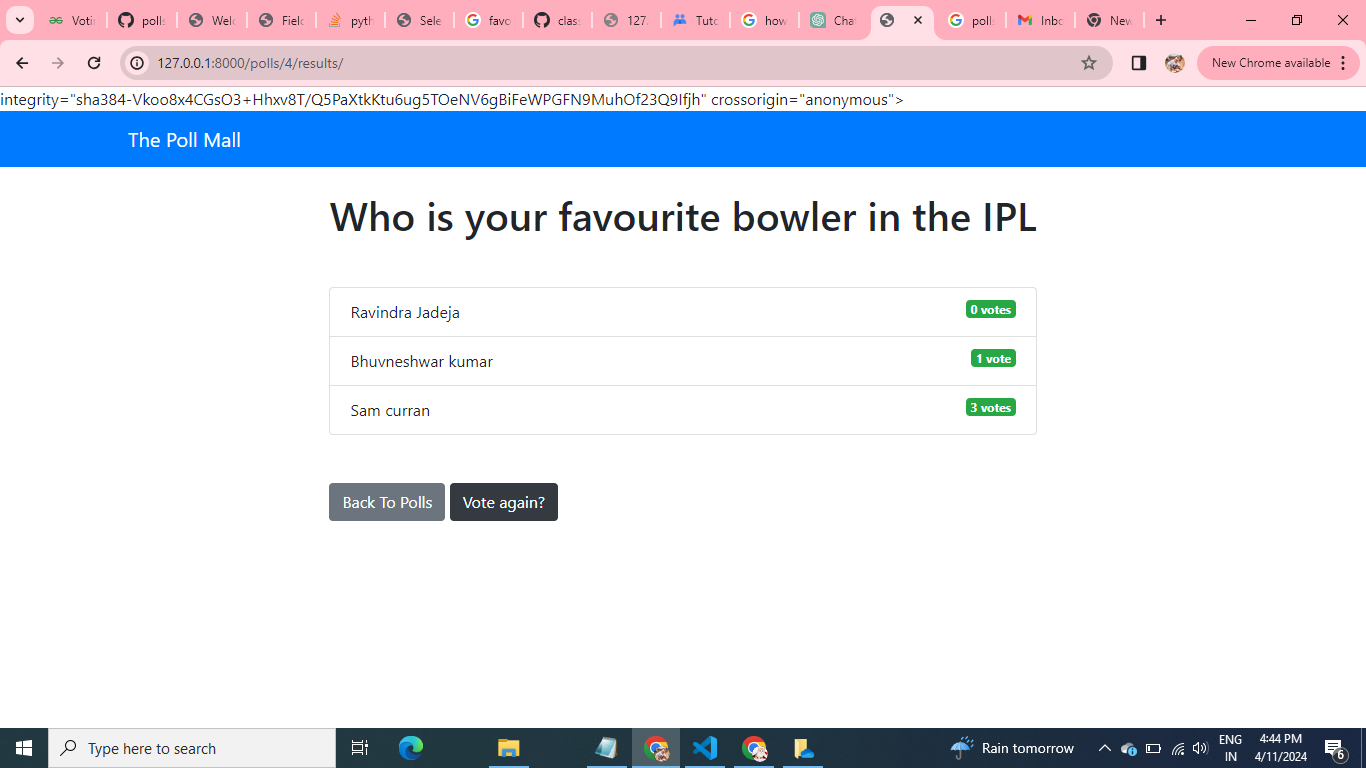 Voti
polls
Welc
Field
pyth
Sele
favo
class
127.
Tuto
how
Chat
polls
Inbo
New
127.0.0.1:8000/polls/4/results/
New Chrome available
integrity="sha384-Vkoo8x4CGsO3+Hhxv8T/Q5PaXtkKtu6ug5TOeNV6gBiFeWPGFN9MuhOf23Q9Ifjh" crossorigin="anonymous">
The Poll Mall
Who is your favourite bowler in the IPL
Ravindra Jadeja 0 votes
Bhuvneshwar kumar 1 vote
Sam curran 3 votes
Back To Polls Vote again?
Type here to search
Rain tomorrow
ENG
IN
4:44 PM
4/11/2024
6